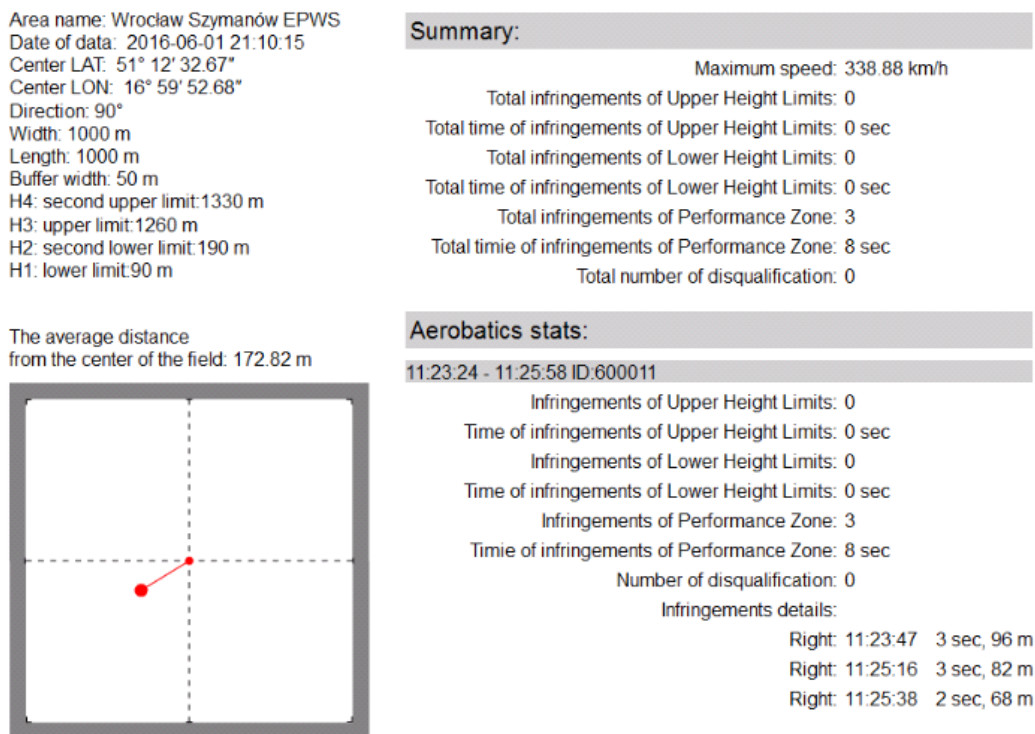 Area name: Wrocław Szymanów EPWS
Date of data: 2016-06-01 21:10:15
Center LAT: 51° 12′ 32.67″
Center LON: 16° 59′ 52.68″
Direction: 90°
Width: 1000 m
Length: 1000 m
Buffer width: 50 m
H4: second upper limit:1330 m
H3: upper limit:1260 m
H2: second lower limit:190 m
H1: lower limit:90 m
The average distance
from the center of the field: 172.82 m
Summary:
Maximum speed: 338.88 km/h
Total infringements of Upper Height Limits: 0
Total time of infringements of Upper Height Limits: 0 sec
Total infringements of Lower Height Limits: 0
Total time of infringements of Lower Height Limits: 0 sec
Total infringements of Performance Zone: 3
Total timie of infringements of Performance Zone: 8 sec
Total number of disqualification: 0
Aerobatics stats:
11:23:24 - 11:25:58 ID:600011
Infringements of Upper Height Limits: 0
Time of infringements of Upper Height Limits: 0 sec
Infringements of Lower Height Limits: 0
Time of infringements of Lower Height Limits: 0 sec
Infringements of Performance Zone: 3
Timie of infringements of Performance Zone: 8 sec
Number of disqualification: 0
Infringements details:
Right: 11:23:47 3 sec, 96 m
Right: 11:25:16 3 sec, 82 m
Right: 11:25:38 2 sec, 68 m